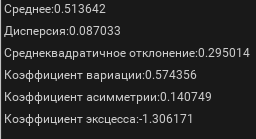 Среднее:0.513642
Дисперсия:0.087033
Среднеквадратичное отклонение:0.295014
Коэффициент вариации:0.574356
Коэффициент асимметрии:0.140749
Коэффициент эксцесса:-1.306171